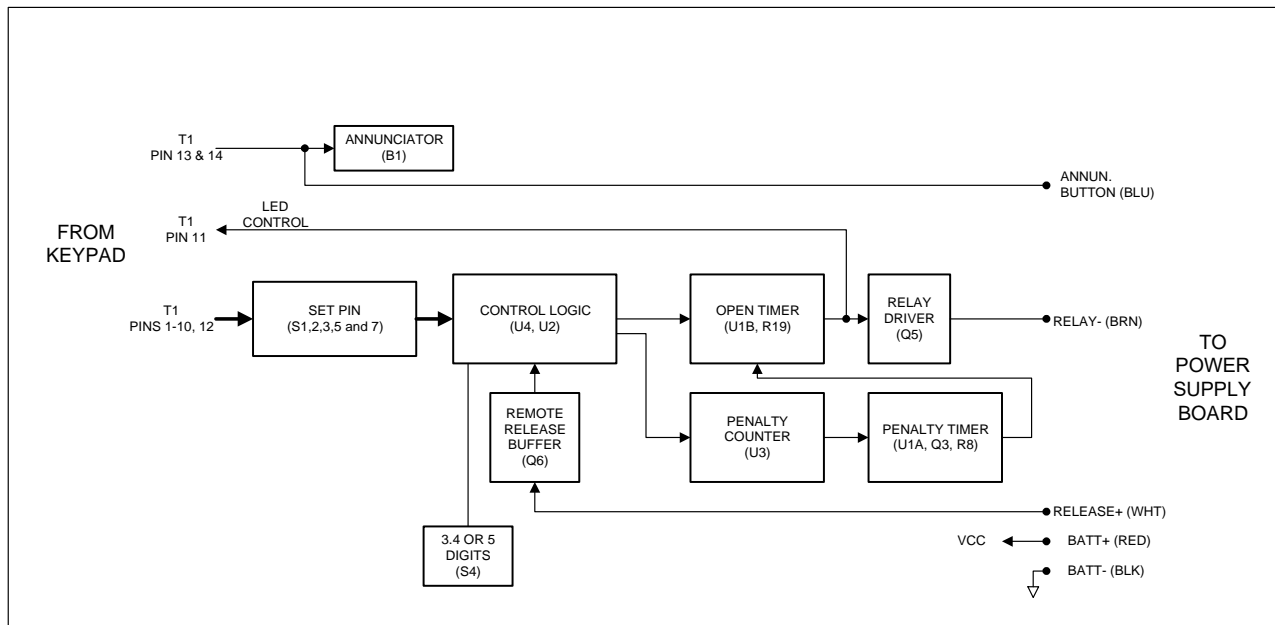 T1
PIN 13 & 14
ANNUNCIATOR
(B1)
ANNUN.
BUTTON (BLU)
LED
CONTROL
T1
PIN 11
FROM
KEYPAD
T1
PINS 1-10, 12
SET PIN
(S1,2,3,5 and 7)
CONTROL LOGIC
(U4, U2)
OPEN TIMER
(U1B, R19)
RELAY
DRIVER
(Q5)
RELAY- (BRN)
TO
POWER
SUPPLY
BOARD
REMOTE
RELEASE
BUFFER
(Q6)
PENALTY
COUNTER
(U3)
PENALTY TIMER
(U1A, Q3, R8)
RELEASE+ (WHT)
3.4 OR 5
DIGITS
(S4)
VCC
BATT+ (RED)
BATT- (BLK)